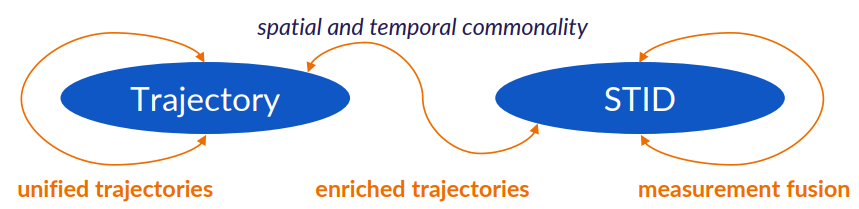 spatial and temporal commonality
Trajectory
STID
unified trajectories
enriched trajectories
measurement fusion